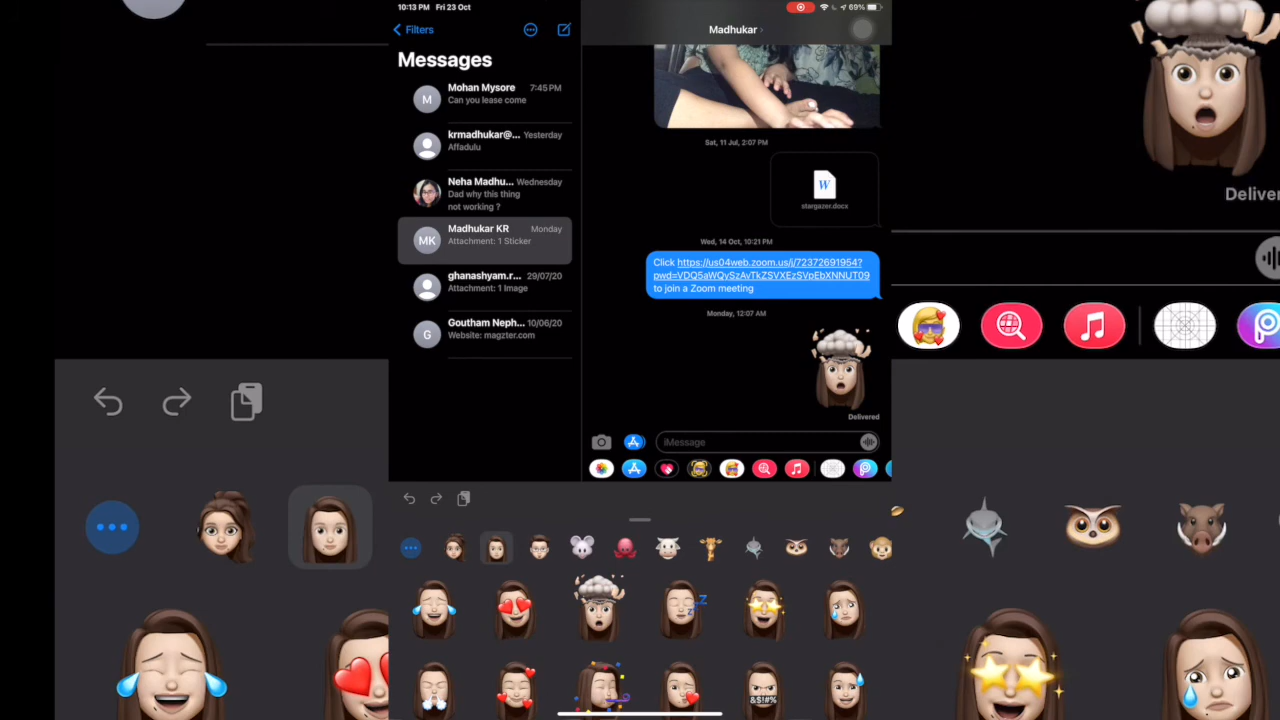 10:13 PM Fri 23 Oct
69%
Filters
Messages
Mohan Mysore 7:45 PM
Can you lease come
krmadhukar@... Yesterday
Affadulu
Neha Madhu... Wednesday
Dad why this thing
not working ?
MK
Madhukar KR Monday
Attachment: 1 Sticker
ghanashyam.r... 29/07/20
Attachment: 1 Image
Goutham Neph... 10/06/20
Website: magzter.com
M
G
Madhukar
Sat, 11 Jul, 2:07 PM
W
stargazer.docx
Wed, 14 Oct, 10:21 PM
Click https://us04web.zoom.us/j/72372691954?
pwd=VDQ5aWQvSzAvTkZSVXEzSVpEbXNNUT09
to join a Zoom meeting
Monday, 12:07 AM
Delivered
iMessage
&$!#%
Deliver